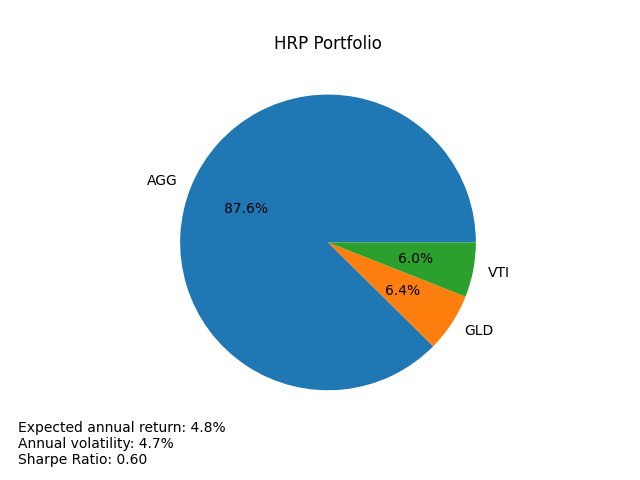 HRP Portfolio
AGG
87.6%
6.0%
VTI
6.4%
GLD
Expected annual return: 4.8%
Annual volatility: 4.7%
Sharpe Ratio: 0.60